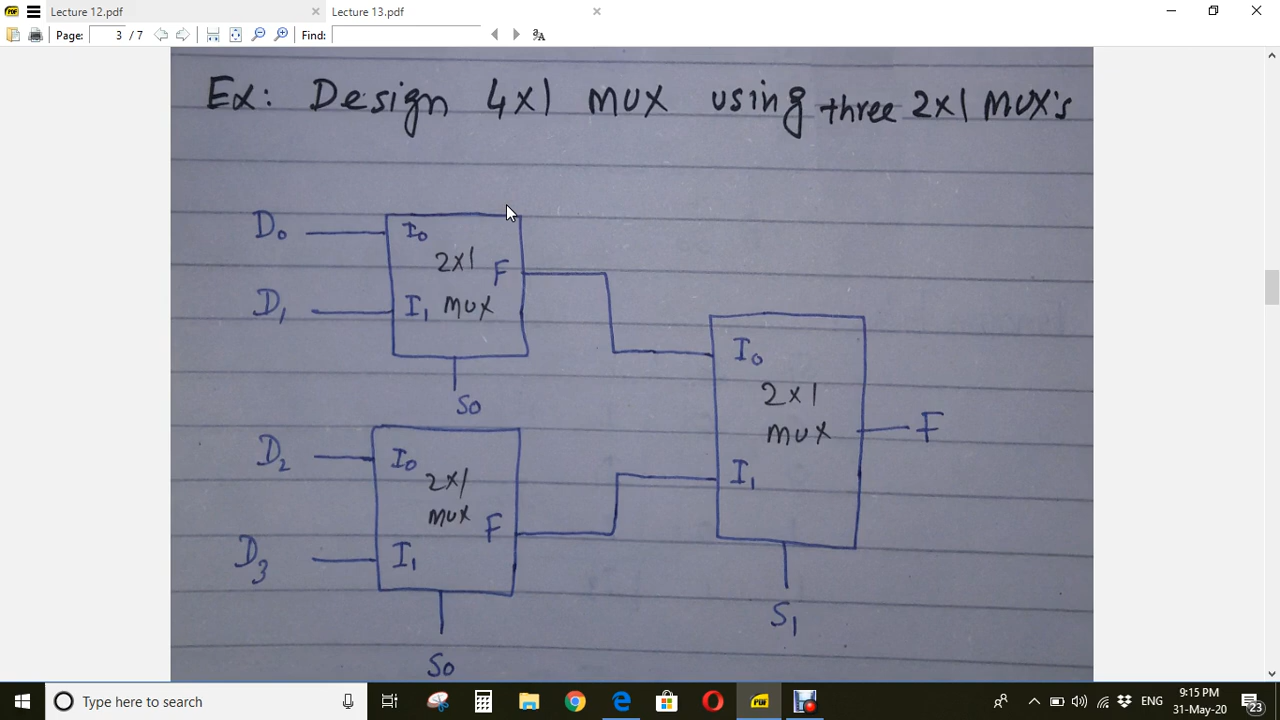 Lecture 12.pdf × Lecture 13.pdf ×
Page: 3 / 7 Find:
Ex: Design 4x1 MUX using three 2x1 MUX's
D0 I0
2x1
F
D1 I1 MUX
S0
I0
2x1
MUX
F
I1
S1
D2 I0
2x1
MUX
F
D3 I1
S0
Type here to search
ENG
9:15 PM
31-May-20
23